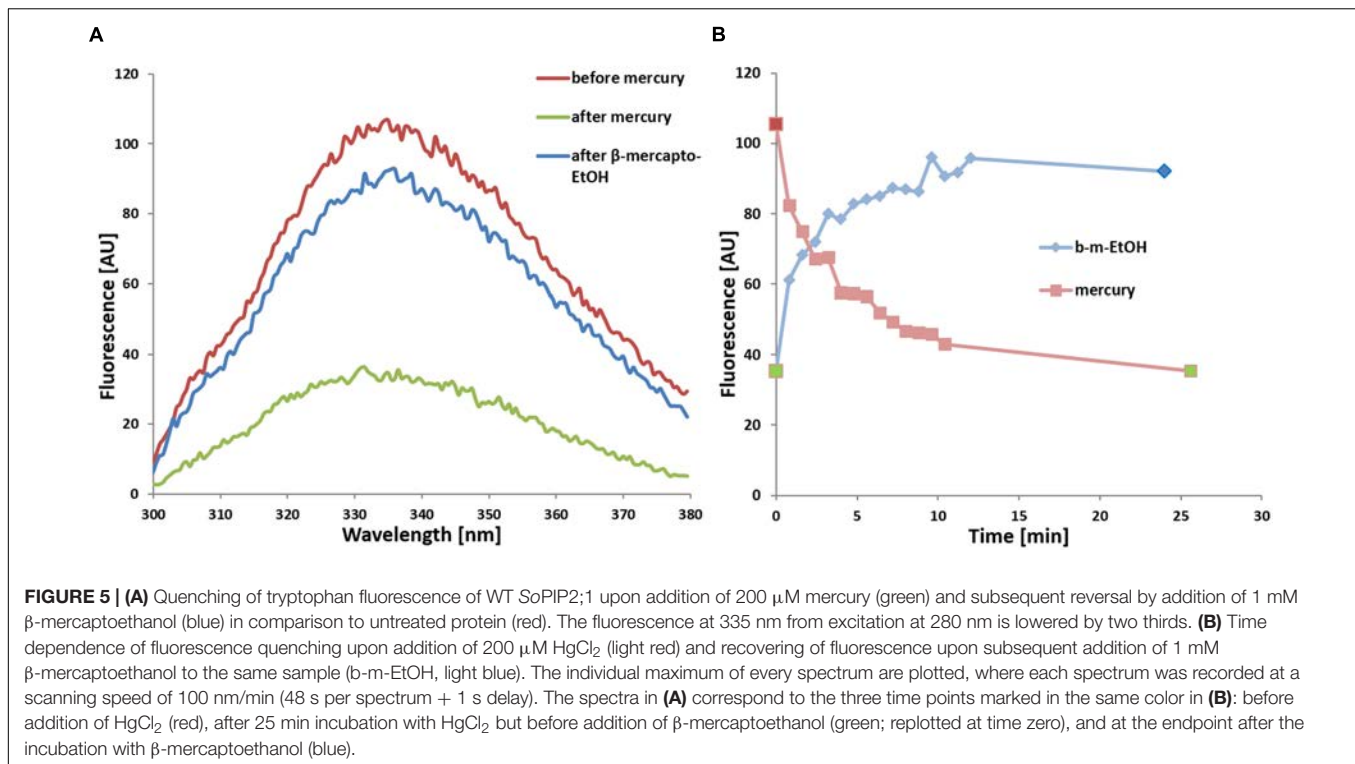 A
B
120
100
80
60
40
20
0
Fluorescence [AU]
300
310
320
330
340
350
360
370
380
Wavelength [nm]
before mercury
after mercury
after β-mercapto-
EtOH
120
100
80
60
40
20
0
Fluorescence [AU]
0
5
10
15
20
25
30
Time [min]
b-m-EtOH
mercury
FIGURE 5 | (A) Quenching of tryptophan fluorescence of WT SoPIP2;1 upon addition of 200 μM mercury (green) and subsequent reversal by addition of 1 mM
β-mercaptoethanol (blue) in comparison to untreated protein (red). The fluorescence at 335 nm from excitation at 280 nm is lowered by two thirds. (B) Time
dependence of fluorescence quenching upon addition of 200 μM HgCl₂ (light red) and recovering of fluorescence upon subsequent addition of 1 mM
β-mercaptoethanol to the same sample (b-m-EtOH, light blue). The individual maximum of every spectrum are plotted, where each spectrum was recorded at a
scanning speed of 100 nm/min (48 s per spectrum + 1 s delay). The spectra in (A) correspond to the three time points marked in the same color in (B): before
addition of HgCl₂ (red), after 25 min incubation with HgCl₂ but before addition of β-mercaptoethanol (green; replotted at time zero), and at the endpoint after the
incubation with β-mercaptoethanol (blue).